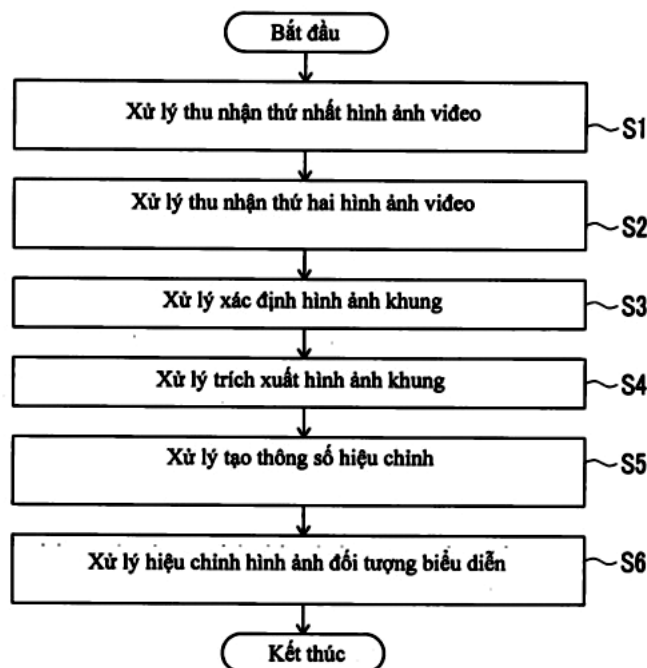 Bắt đầu
Xử lý thu nhận thứ nhất hình ảnh viđeo
S1
Xử lý thu nhận thứ hai hình ảnh viđeo
S2
Xử lý xác định hình ảnh khung
S3
Xử lý trích xuất hình ảnh khung
S4
Xử lý tạo thông số hiệu chỉnh
S5
Xử lý hiệu chỉnh hình ảnh đối tượng biểu diễn
S6
Kết thúc